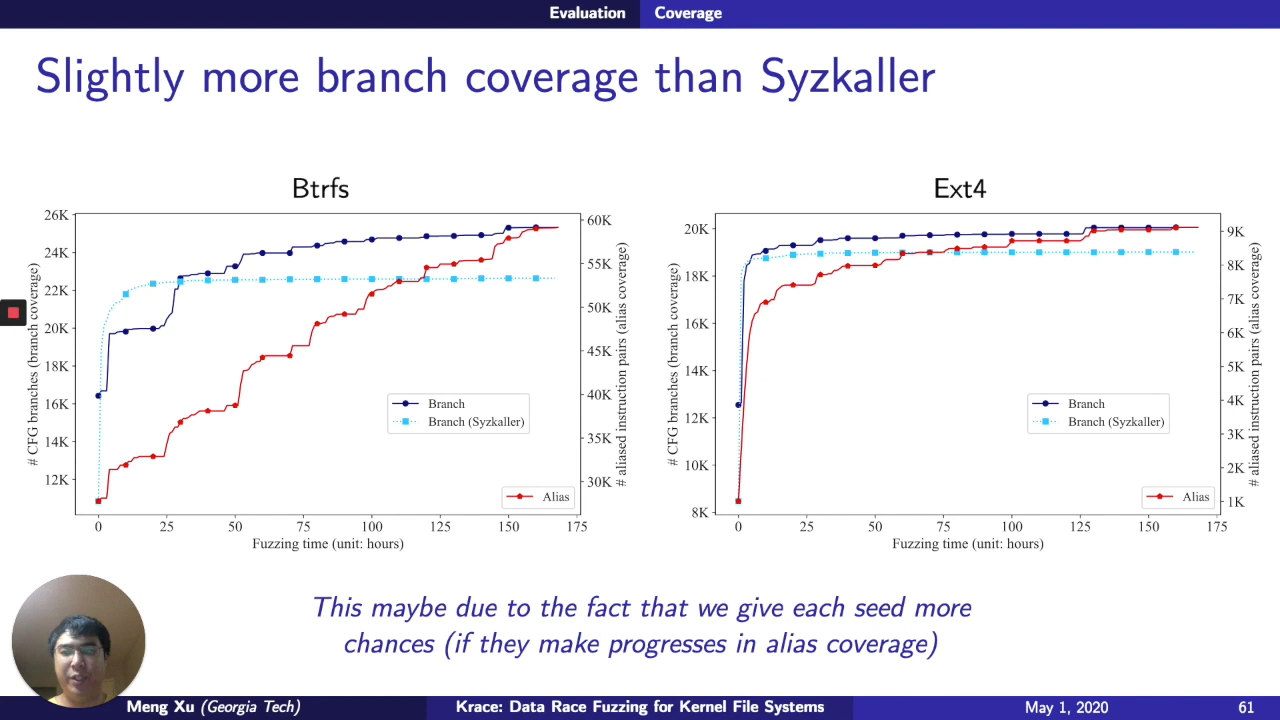 Evaluation Coverage
Slightly more branch coverage than Syzkaller
Btrfs
26K
24K
22K
20K
18K
16K
14K
12K
# CFG branches (branch coverage)
60K
55K
50K
45K
40K
35K
30K
# aliased instruction pairs (alias coverage)
Branch
Branch (Syzkaller)
Alias
0 25 50 75 100 125 150 175
Fuzzing time (unit: hours)
Ext4
20K
18K
16K
14K
12K
10K
8K
# CFG branches (branch coverage)
9K
8K
7K
6K
5K
4K
3K
2K
1K
# aliased instruction pairs (alias coverage)
Branch
Branch (Syzkaller)
Alias
0 25 50 75 100 125 150 175
Fuzzing time (unit: hours)
This maybe due to the fact that we give each seed more
chances (if they make progresses in alias coverage)
Meng Xu (Georgia Tech) Krace: Data Race Fuzzing for Kernel File Systems May 1, 2020 61